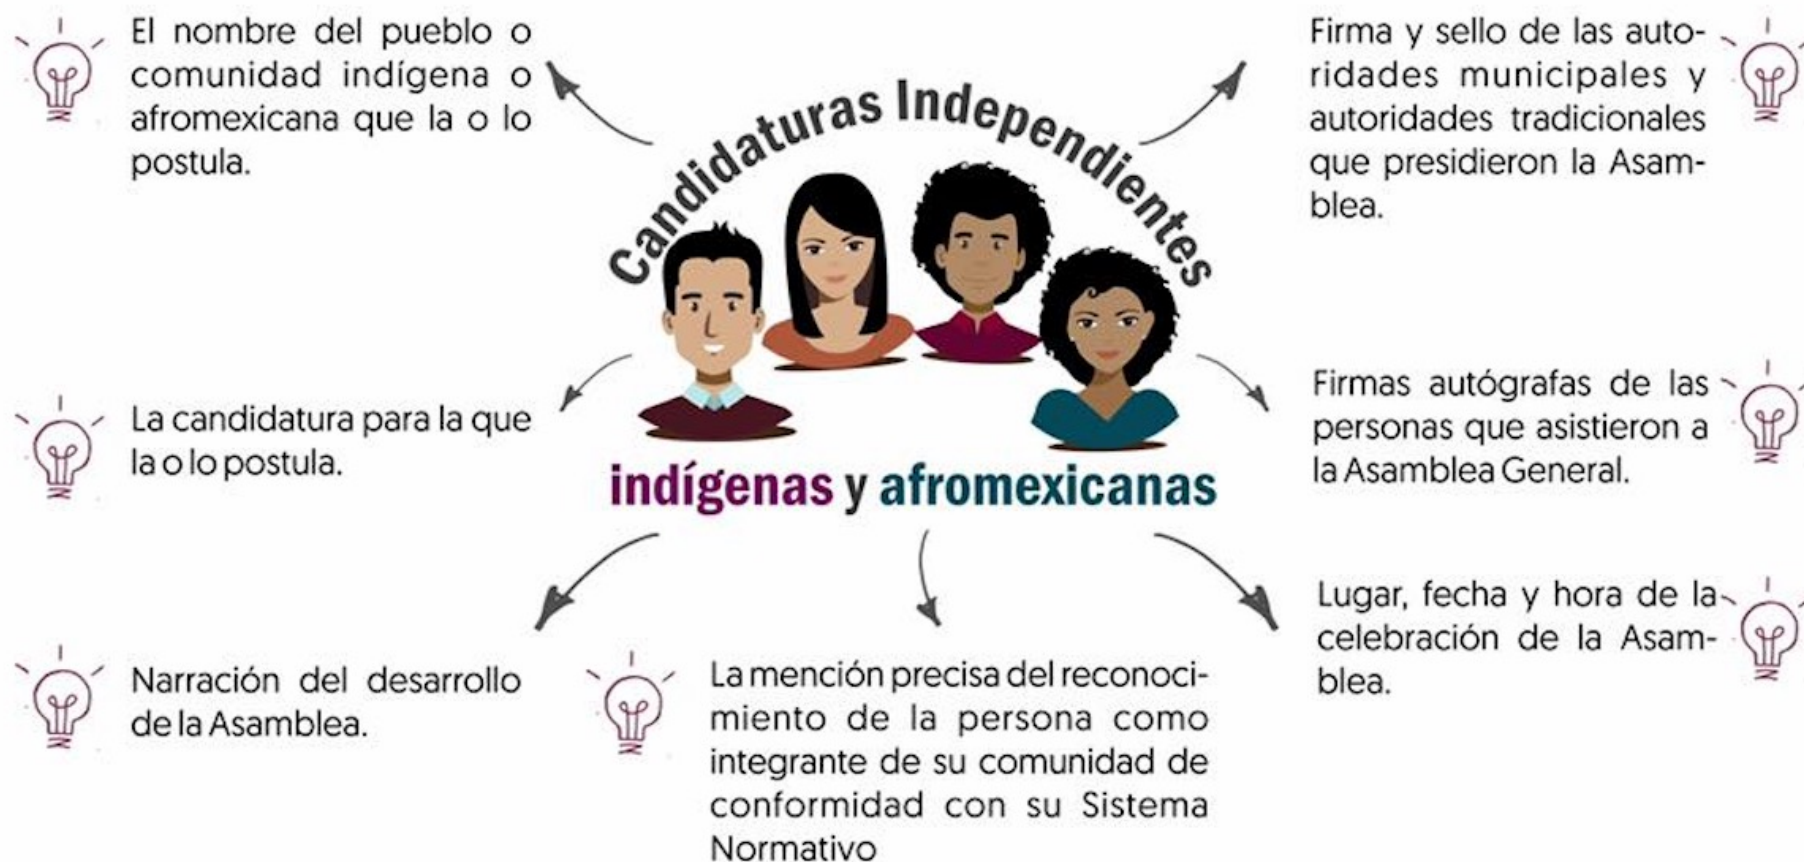 El nombre del pueblo o
comunidad indígena o
afromexicana que la o lo
postula.
Candidaturas Independientes
indígenas y afromexicanas
Firma y sello de las auto-
ridades municipales y
autoridades tradicionales
que presidieron la Asam-
blea.
La candidatura para la que
la o lo postula.
Firmas autógrafas de las
personas que asistieron a
la Asamblea General.
Narración del desarrollo
de la Asamblea.
La mención precisa del reconoci-
miento de la persona como
integrante de su comunidad de
conformidad con su Sistema
Normativo
Lugar, fecha y hora de la
celebración de la Asam-
blea.